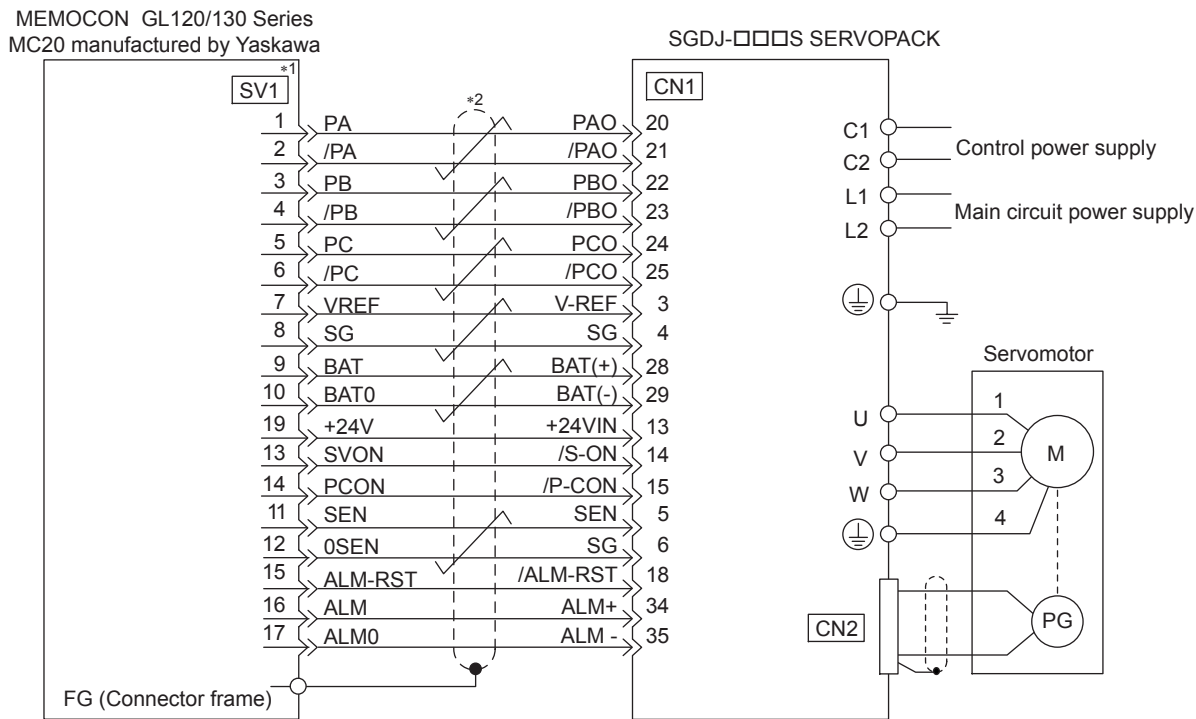 MEMOCON GL120/130 Series
MC20 manufactured by Yaskawa
SGDJ-□□□S SERVOPACK
*1
SV1
*2
CN1
1 PA PAO 20
2 /PA /PAO 21
3 PB PBO 22
4 /PB /PBO 23
5 PC PCO 24
6 /PC /PCO 25
7 VREF V-REF 3
8 SG SG 4
9 BAT BAT(+) 28
10 BAT0 BAT(-) 29
19 +24V +24VIN 13
13 SVON /S-ON 14
14 PCON /P-CON 15
11 SEN SEN 5
12 0SEN SG 6
15 ALM-RST /ALM-RST 18
16 ALM ALM+ 34
17 ALM0 ALM - 35
FG (Connector frame)
C1
C2
Control power supply
L1
L2
Main circuit power supply
Servomotor
U 1
V 2
W 3
4
M
CN2
PG